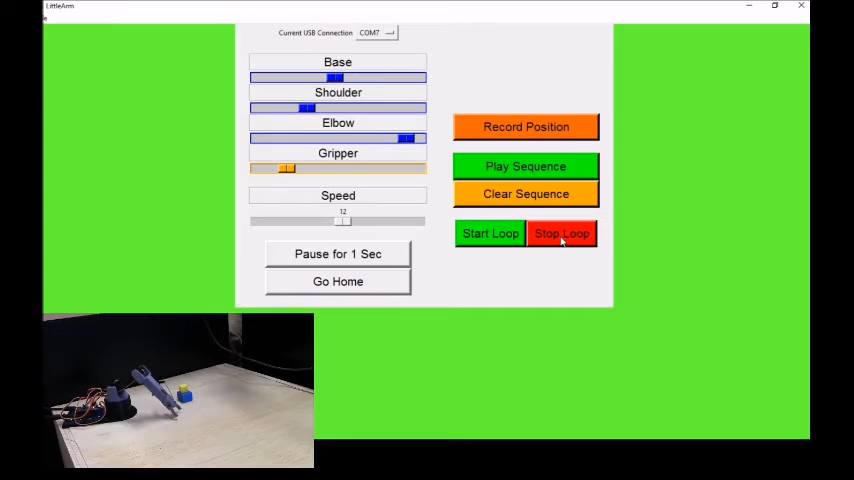 LittleArm
e
Current USB Connection COM7
Base
Shoulder
Elbow
Gripper
Speed
12
Pause for 1 Sec
Go Home
Record Position
Play Sequence
Clear Sequence
Start Loop Stop Loop